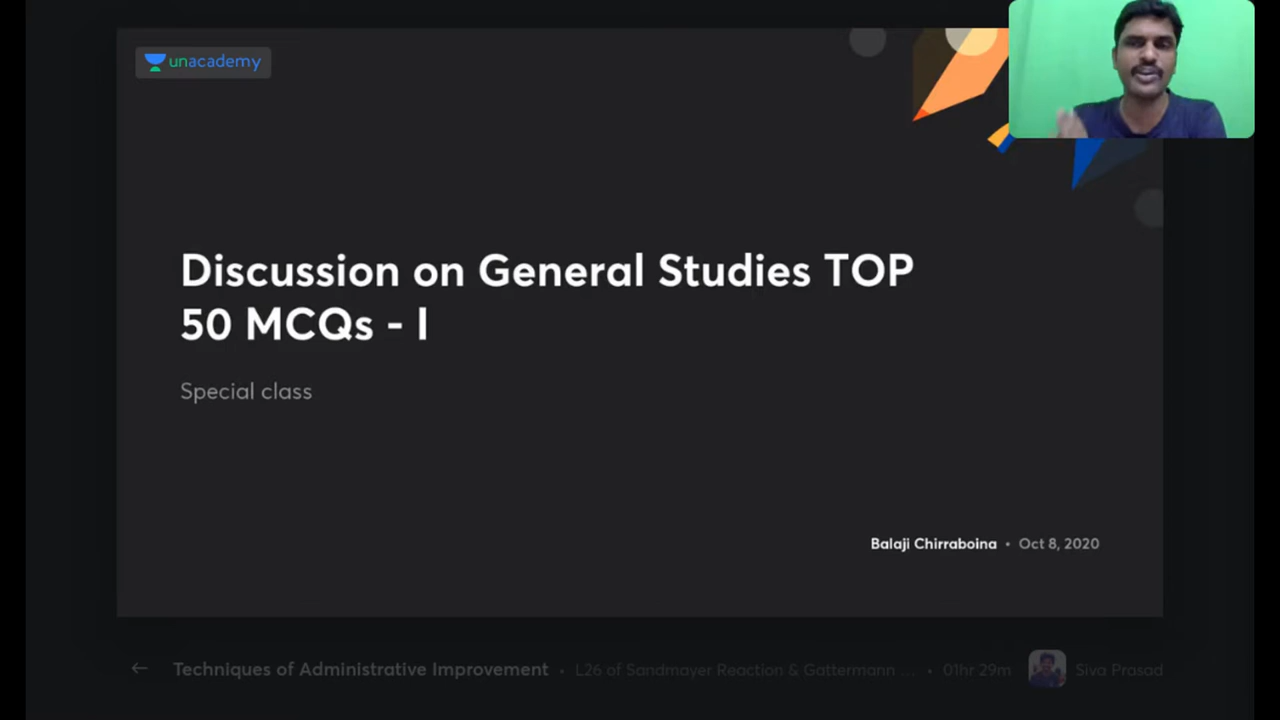 unacademy
Discussion on General Studies TOP
50 MCQs - I
Special class
Balaji Chirraboina • Oct 8, 2020
← Techniques of Administrative Improvement • L26 of Sandmayer Reaction & Gattermann ... • 01hr 29m Siva Prasad